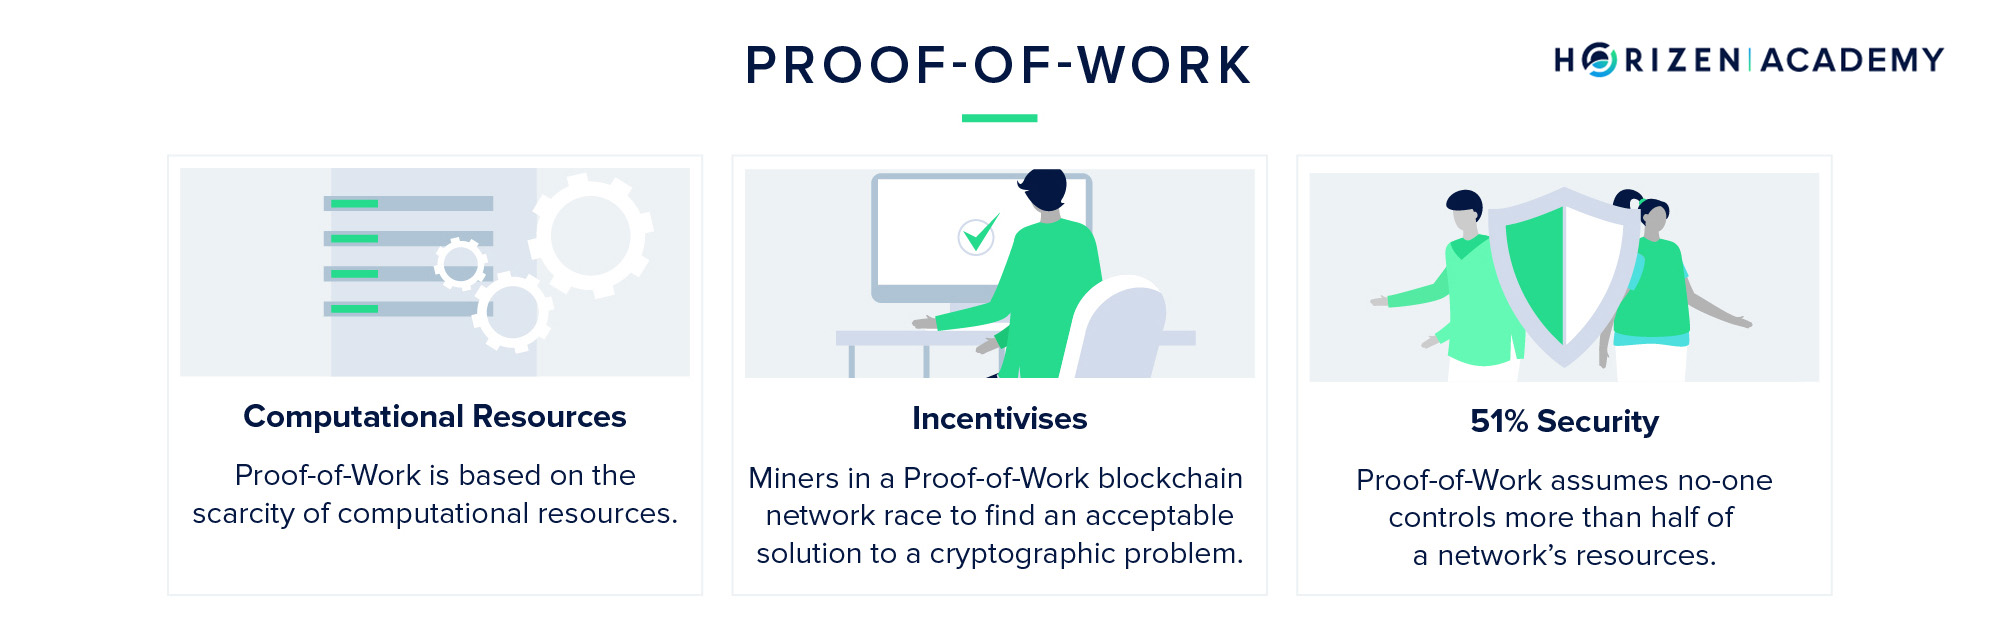 PROOF-OF-WORK
HORIZEN | ACADEMY
Computational Resources
Proof-of-Work is based on the
scarcity of computational resources.
Incentivises
Miners in a Proof-of-Work blockchain
network race to find an acceptable
solution to a cryptographic problem.
51% Security
Proof-of-Work assumes no-one
controls more than half of
a network’s resources.